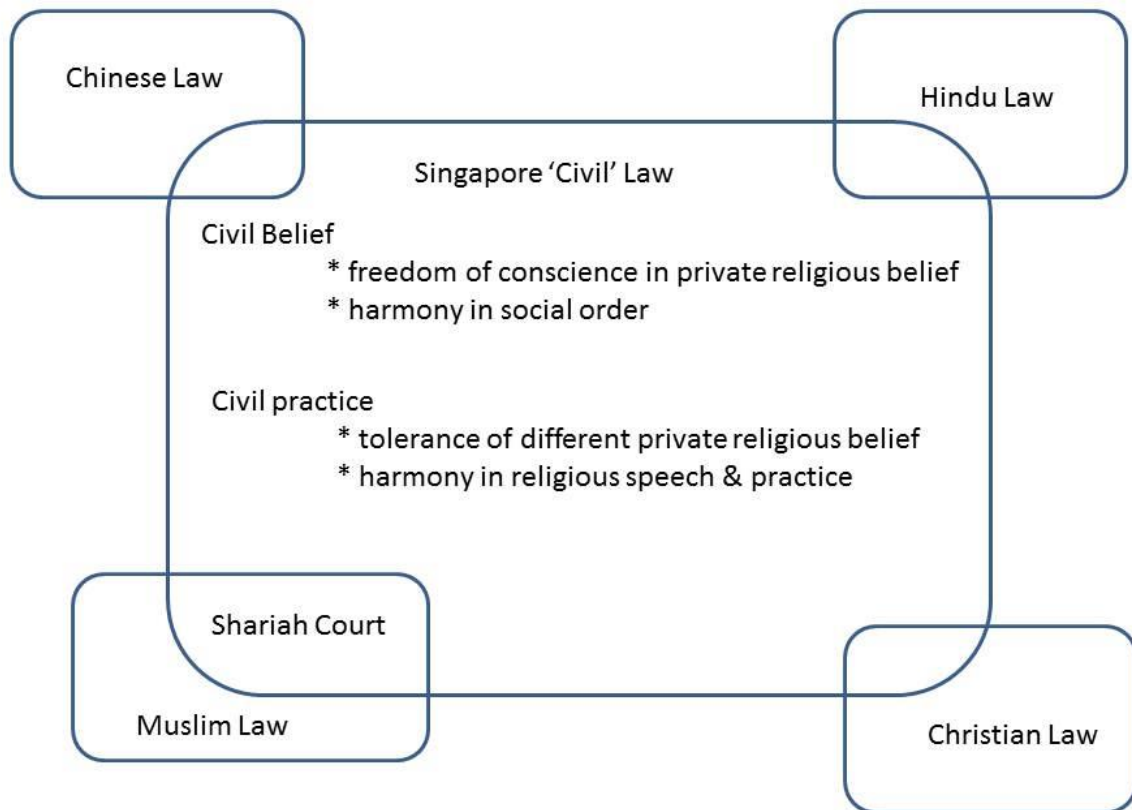 Chinese Law
Hindu Law
Singapore ‘Civil’ Law
Civil Belief
* freedom of conscience in private religious belief
* harmony in social order
Civil practice
* tolerance of different private religious belief
* harmony in religious speech & practice
Shariah Court
Muslim Law
Christian Law